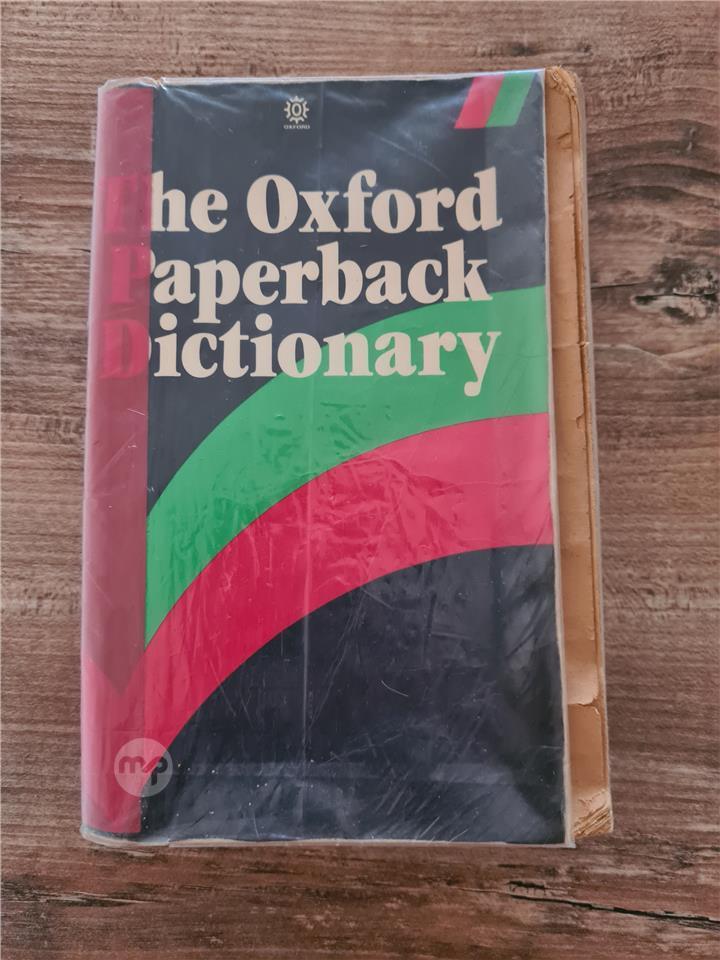 OXFORD
The Oxford
Paperback
Dictionary
mp